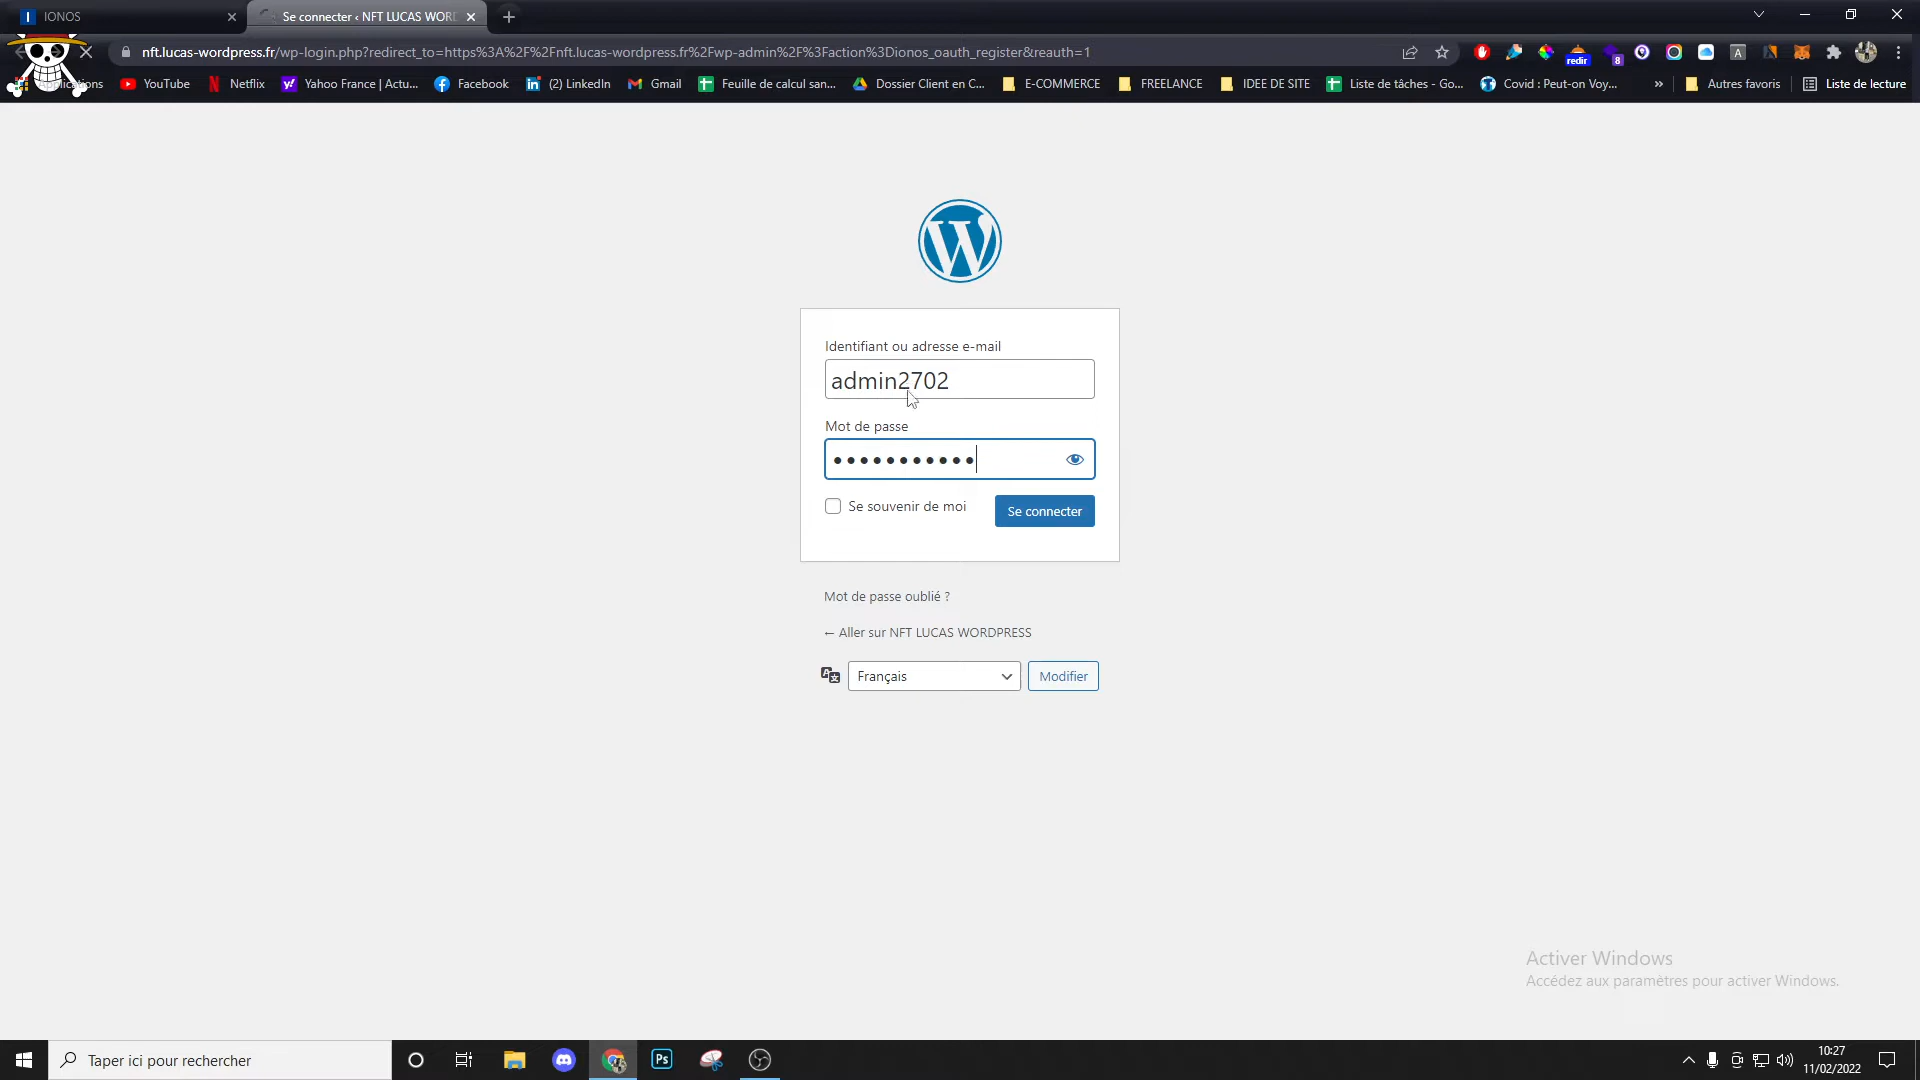 IONOS
Se connecter ‹ NFT LUCAS WORD
nft.lucas-wordpress.fr/wp-login.php?redirect_to=https%3A%2F%2Fnft.lucas-wordpress.fr%2Fwp-admin%2F%3Faction%3Dionos_oauth_register&reauth=1
redir
8
A
YouTube
Netflix
Yahoo France | Actu...
Facebook
(2) LinkedIn
Gmail
Feuille de calcul san...
Dossier Client en C...
E-COMMERCE
FREELANCE
IDEE DE SITE
Liste de tâches - Go...
Covid : Peut-on Voy...
»
Autres favoris
Liste de lecture
Identifiant ou adresse e-mail
admin2702
Mot de passe
●●●●●●●●●●●
Se souvenir de moi
Se connecter
Mot de passe oublié ?
← Aller sur NFT LUCAS WORDPRESS
Français
Modifier
Activer Windows
Accédez aux paramètres pour activer Windows.
Taper ici pour rechercher
Ps
10:27
11/02/2022